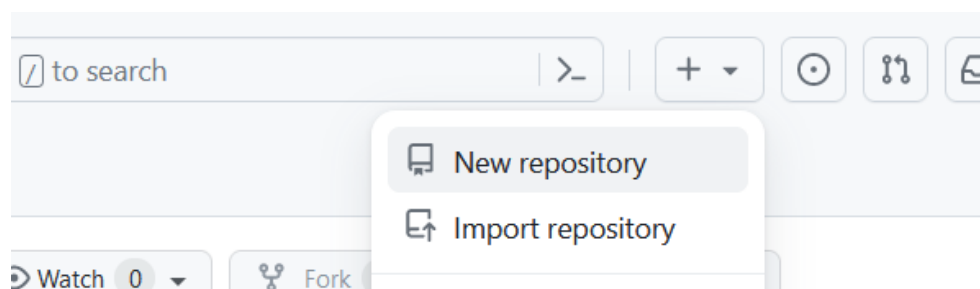 / to search
New repository
Import repository
Watch 0
Fork